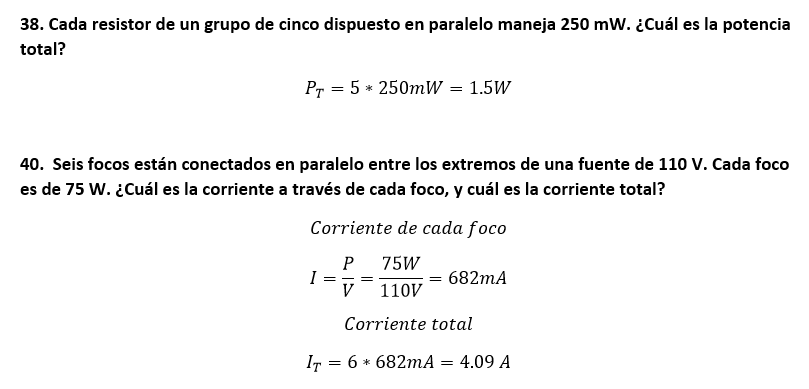 38. Cada resistor de un grupo de cinco dispuesto en paralelo maneja 250 mW. ¿Cuál es la potencia
total?
P_T = 5 * 250mW = 1.5W
40.  Seis focos están conectados en paralelo entre los extremos de una fuente de 110 V. Cada foco
es de 75 W. ¿Cuál es la corriente a través de cada foco, y cuál es la corriente total?
Corriente de cada foco
I = P/V = 75W/110V = 682mA
Corriente total
I_T = 6 * 682mA = 4.09 A